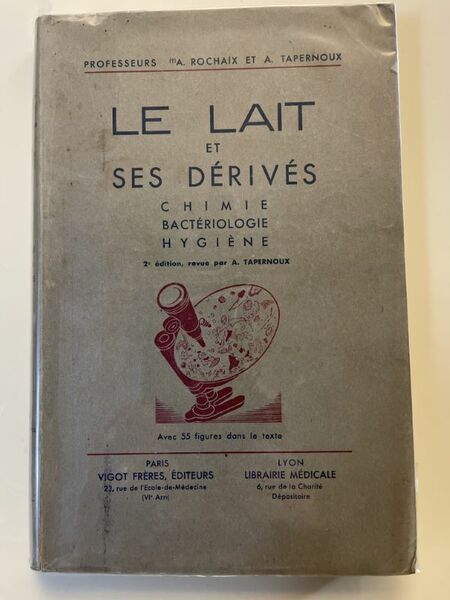 PROFESSEURS (†)A. ROCHAIX ET A. TAPERNOUX
LE LAIT
ET
SES DÉRIVÉS
CHIMIE
BACTÉRIOLOGIE
HYGIÈNE
2e édition, revue par A. TAPERNOUX
Avec 55 figures dans le texte
PARIS
VIGOT FRÈRES, ÉDITEURS
23, rue de l'Ecole-de-Médecine
(VIe Arrt)
LYON
LIBRAIRIE MÉDICALE
6, rue de la Charité
Dépositaire